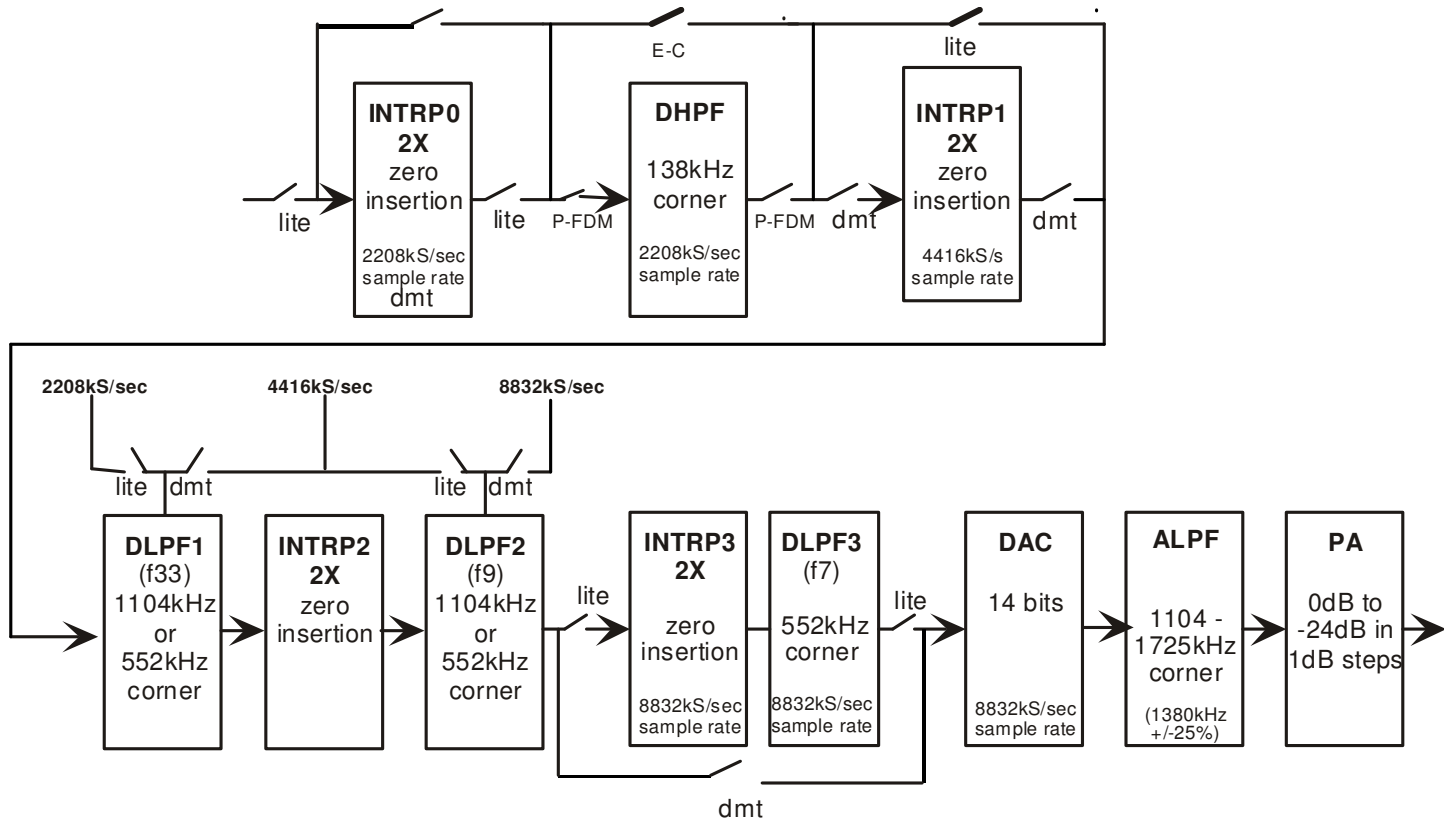 E-C
lite
INTRP0
2X
zero
insertion
2208kS/sec
sample rate
dmt
DHPF
138kHz
corner
2208kS/sec
sample rate
INTRP1
2X
zero
insertion
4416kS/s
sample rate
lite
lite
P-FDM
P-FDM
dmt
dmt
2208kS/sec
4416kS/sec
8832kS/sec
lite
dmt
lite
dmt
DLPF1
(f33)
1104kHz
or
552kHz
corner
INTRP2
2X
zero
insertion
DLPF2
(f9)
1104kHz
or
552kHz
corner
lite
INTRP3
2X
zero
insertion
8832kS/sec
sample rate
DLPF3
(f7)
552kHz
corner
8832kS/sec
sample rate
lite
dmt
DAC
14 bits
8832kS/sec
sample rate
ALPF
1104 -
1725kHz
corner
(1380kHz
+/-25%)
PA
0dB to
-24dB in
1dB steps